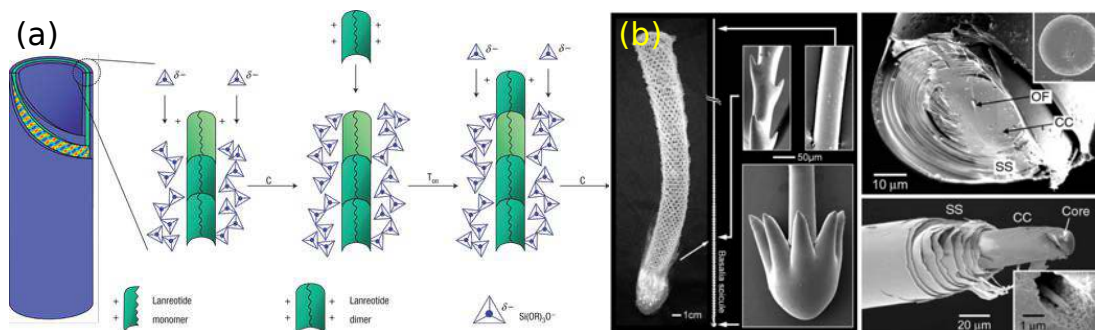 (a)
δ−
δ−
+
+
C
+
+
+
+
δ−
δ−
+
+
T∞
C
+
+
Lanreotide
monomer
+
+
+
+
Lanreotide
dimer
δ−
Si(OR)3O−
(b)
1cm
Basalia spicule
50μm
OF
CC
SS
10 μm
SS
CC
Core
20 μm
1 μm